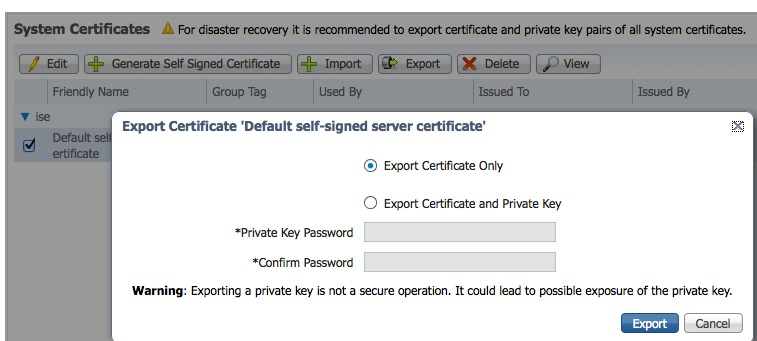 System Certificates For disaster recovery it is recommended to export certificate and private key pairs of all system certificates.
Edit Generate Self Signed Certificate Import Export Delete View
Friendly Name Group Tag Used By Issued To Issued By
ise
Default self
ertificate
Export Certificate 'Default self-signed server certificate'
Export Certificate Only
Export Certificate and Private Key
*Private Key Password
*Confirm Password
Warning: Exporting a private key is not a secure operation. It could lead to possible exposure of the private key.
Export Cancel